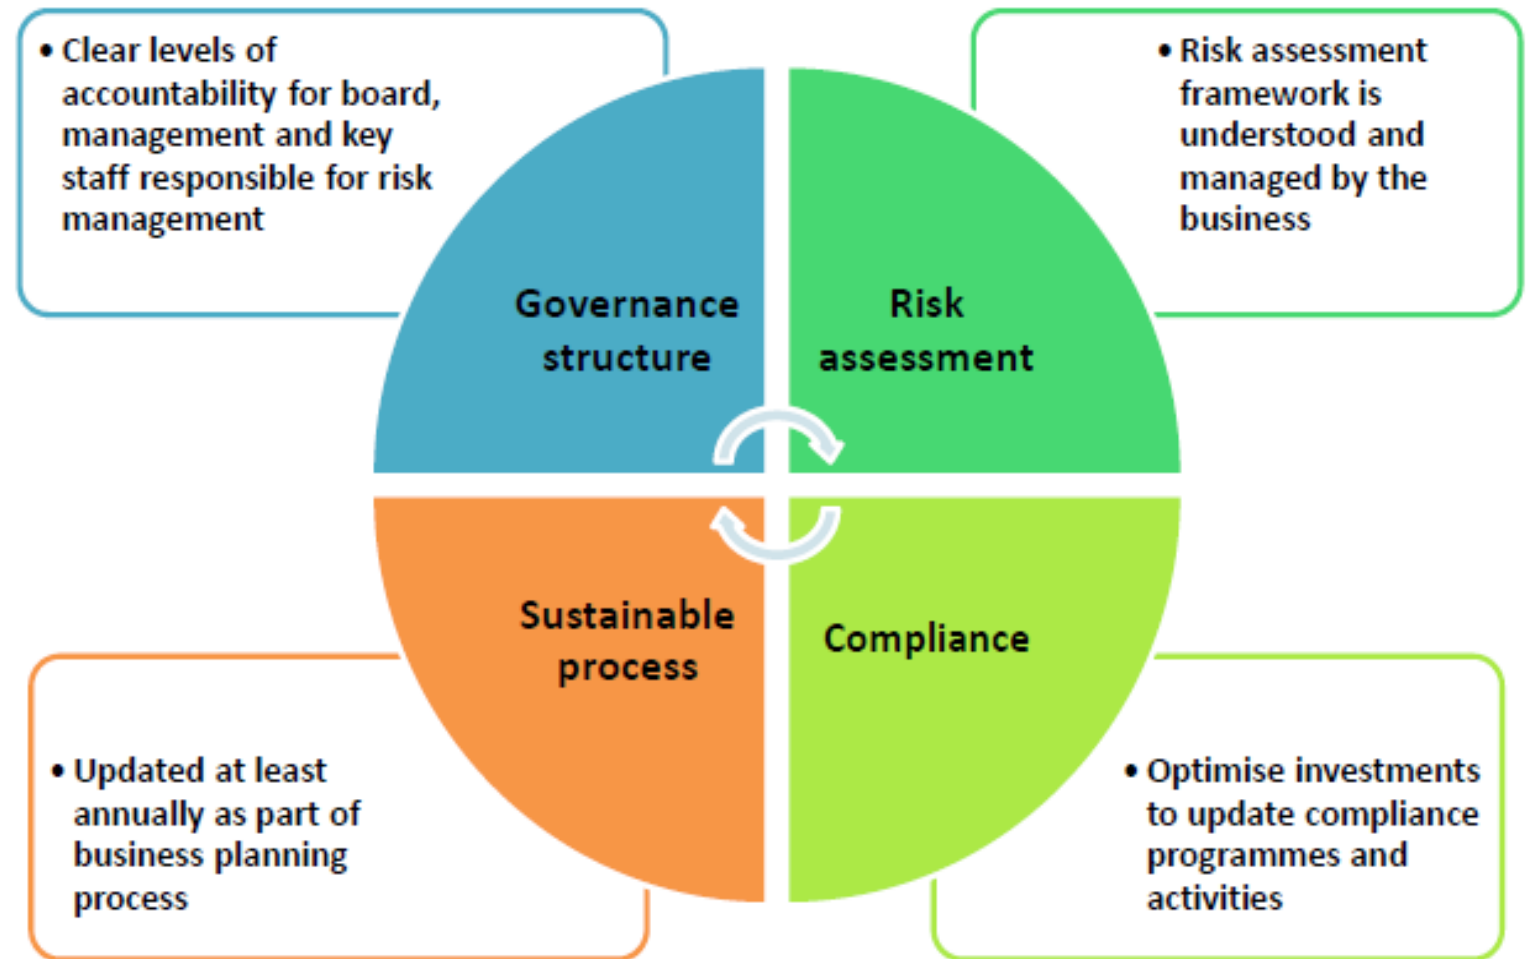 • Clear levels of
accountability for board,
management and key
staff responsible for risk
management
• Risk assessment
framework is
understood and
managed by the
business
Governance
structure
Risk
assessment
Sustainable
process
Compliance
• Updated at least
annually as part of
business planning
process
• Optimise investments
to update compliance
programmes and
activities